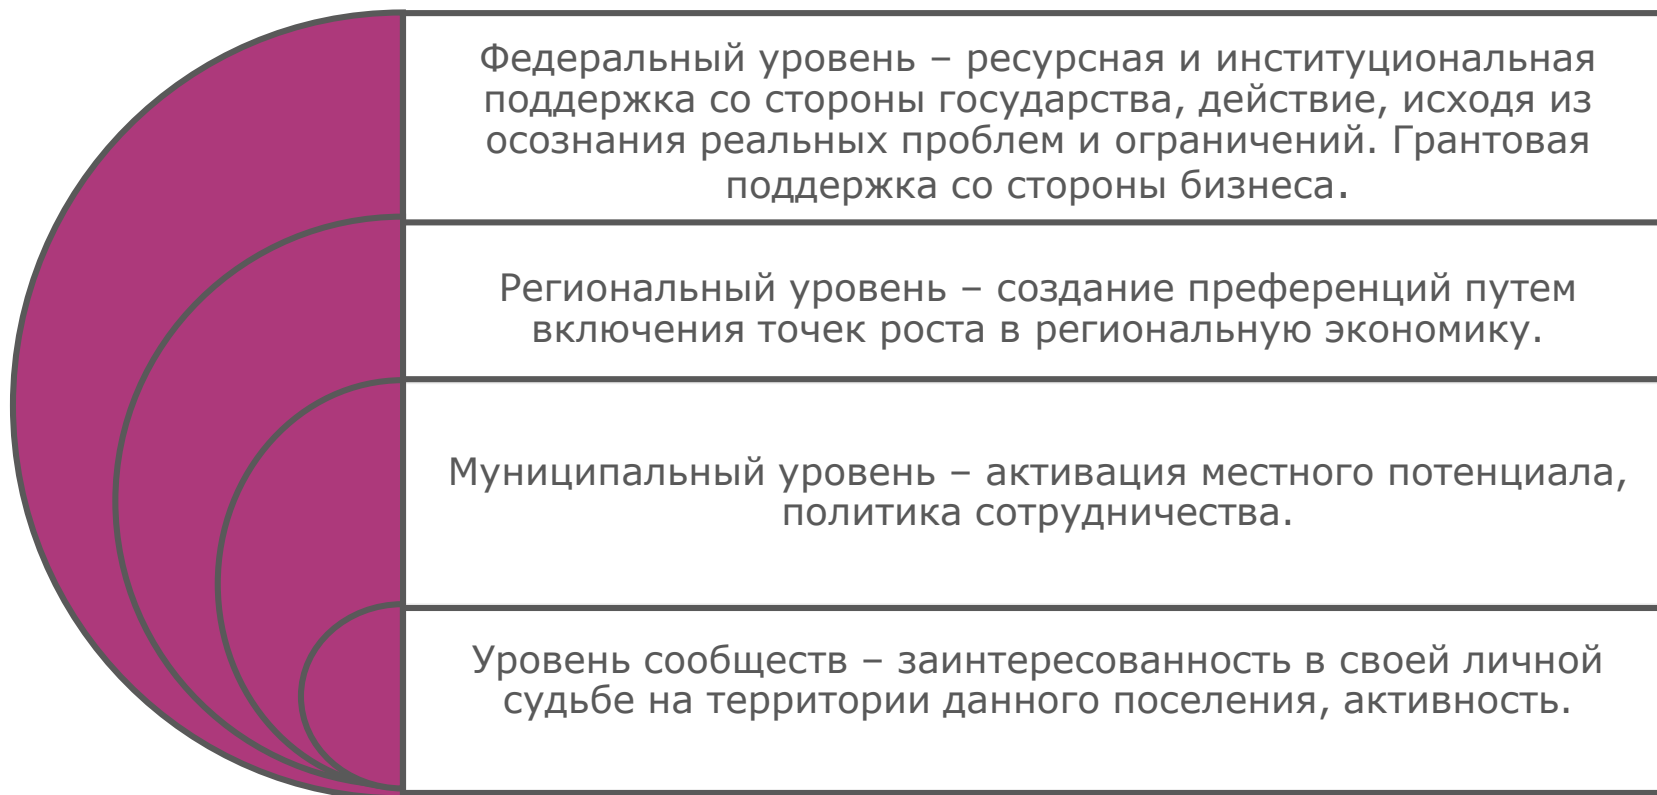 Федеральный уровень – ресурсная и институциональная
поддержка со стороны государства, действие, исходя из
осознания реальных проблем и ограничений. Грантовая
поддержка со стороны бизнеса.
Региональный уровень – создание преференций путем
включения точек роста в региональную экономику.
Муниципальный уровень – активация местного потенциала,
политика сотрудничества.
Уровень сообществ – заинтересованность в своей личной
судьбе на территории данного поселения, активность.